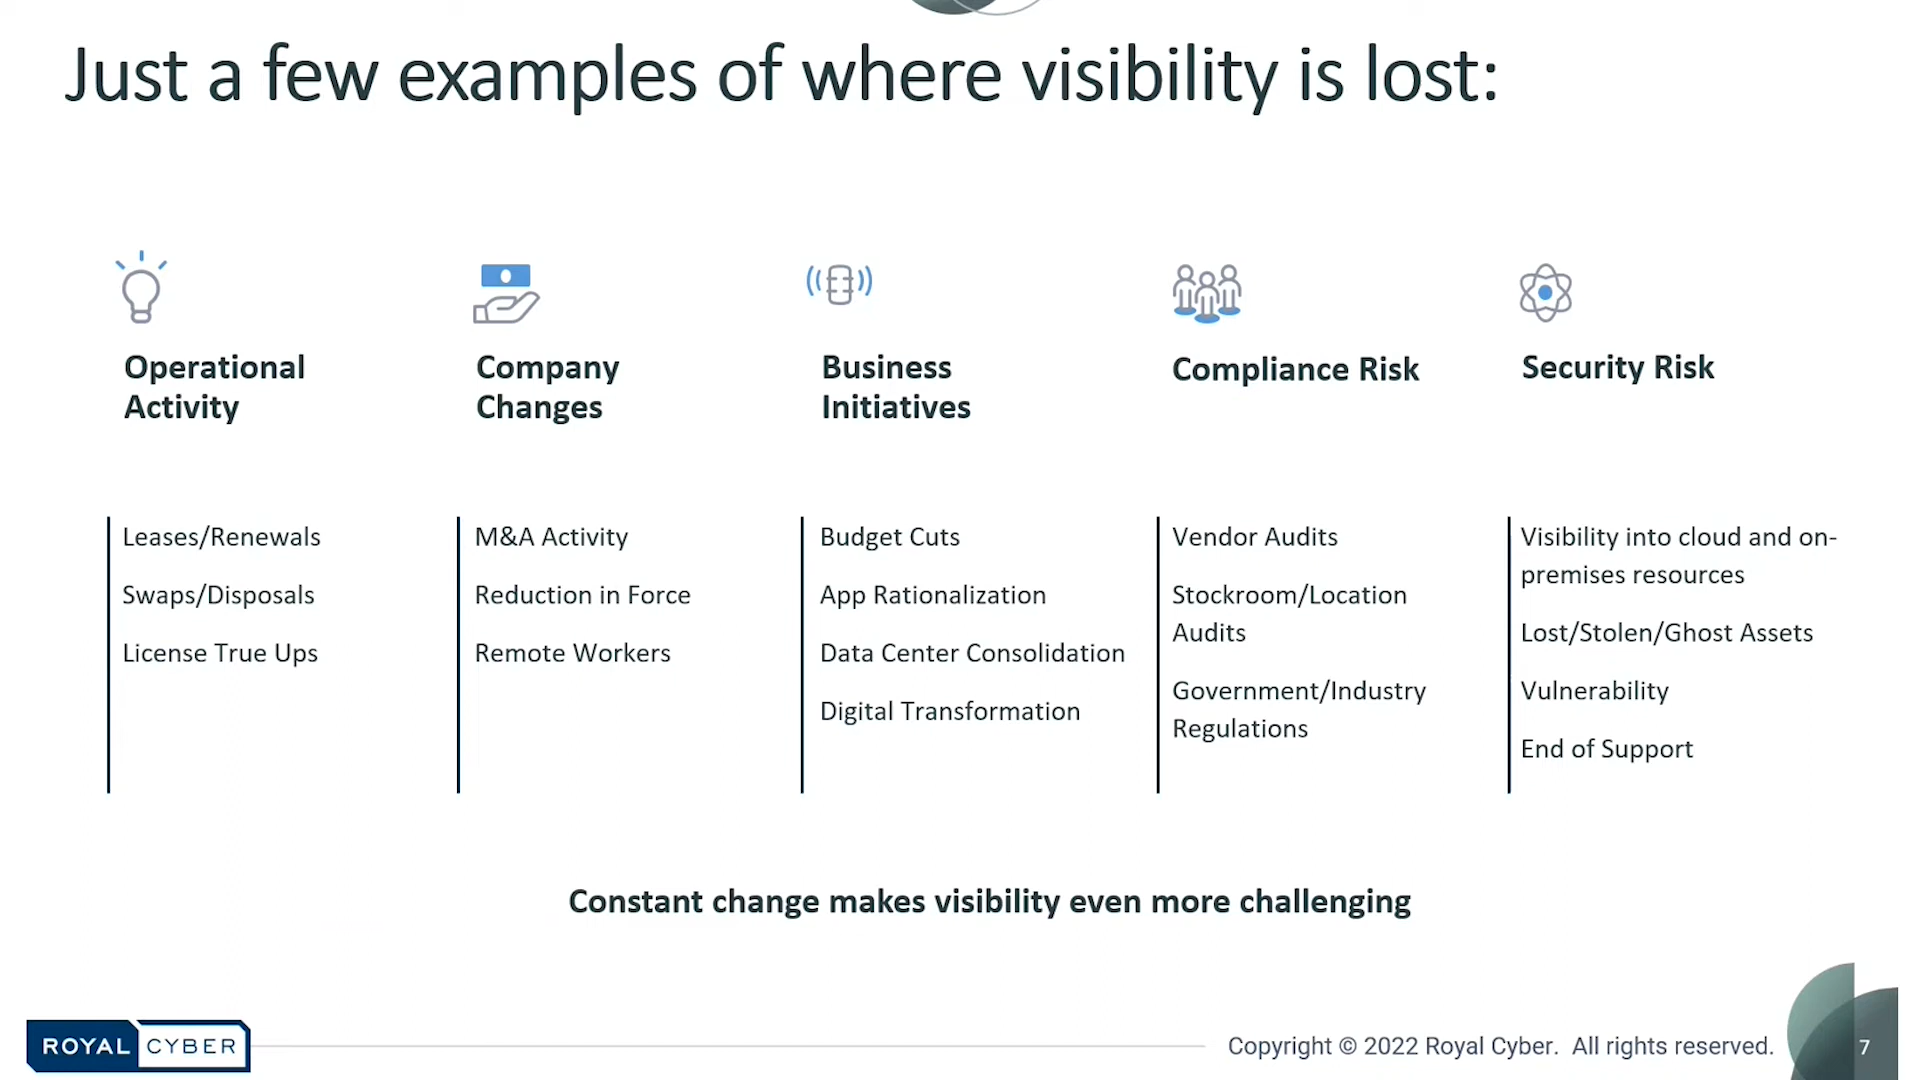 Just a few examples of where visibility is lost:
Operational
Activity
Leases/Renewals
Swaps/Disposals
License True Ups
Company
Changes
M&A Activity
Reduction in Force
Remote Workers
Business
Initiatives
Budget Cuts
App Rationalization
Data Center Consolidation
Digital Transformation
Compliance Risk
Vendor Audits
Stockroom/Location
Audits
Government/Industry
Regulations
Security Risk
Visibility into cloud and on-
premises resources
Lost/Stolen/Ghost Assets
Vulnerability
End of Support
Constant change makes visibility even more challenging
ROYAL CYBER
Copyright © 2022 Royal Cyber. All rights reserved.
7